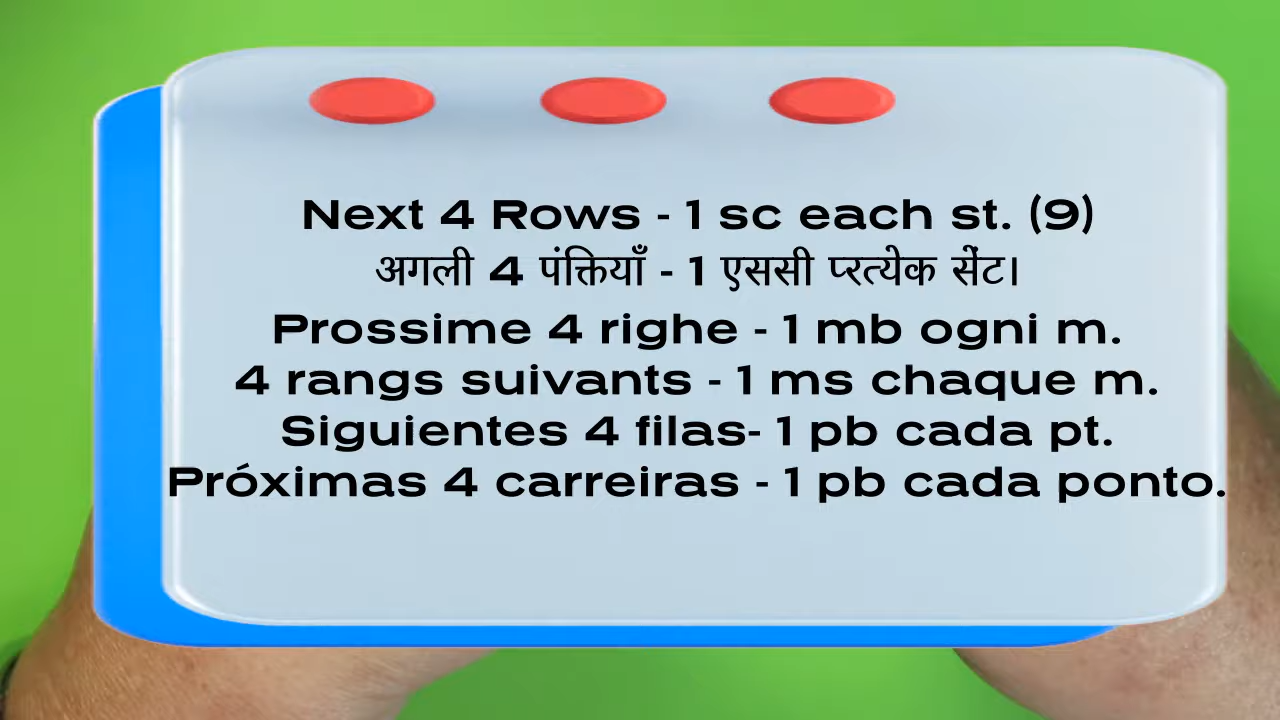 Next 4 Rows - 1 sc each st. (9)
अगली 4 पंक्तियाँ - 1 एससी प्रत्येक सेंट।
Prossime 4 righe - 1 mb ogni m.
4 rangs suivants - 1 ms chaque m.
Siguientes 4 filas- 1 pb cada pt.
Próximas 4 carreiras - 1 pb cada ponto.